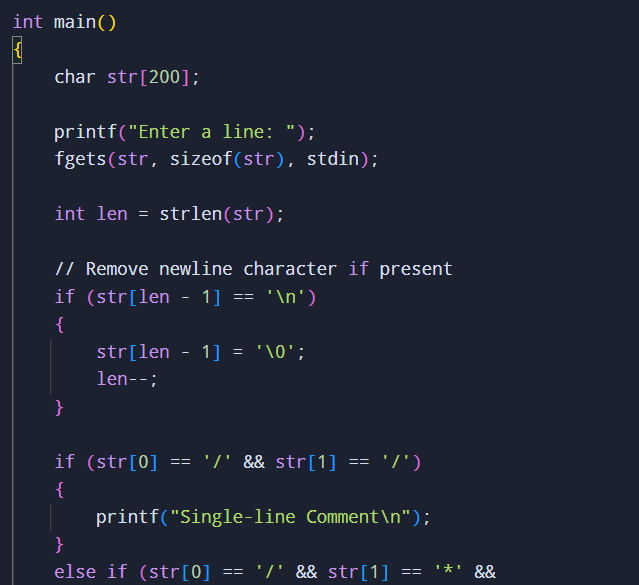 int main()
{
    char str[200];

    printf("Enter a line: ");
    fgets(str, sizeof(str), stdin);

    int len = strlen(str);

    // Remove newline character if present
    if (str[len - 1] == '\n')
    {
        str[len - 1] = '\0';
        len--;
    }

    if (str[0] == '/' && str[1] == '/')
    {
        printf("Single-line Comment\n");
    }
    else if (str[0] == '/' && str[1] == '*' &&